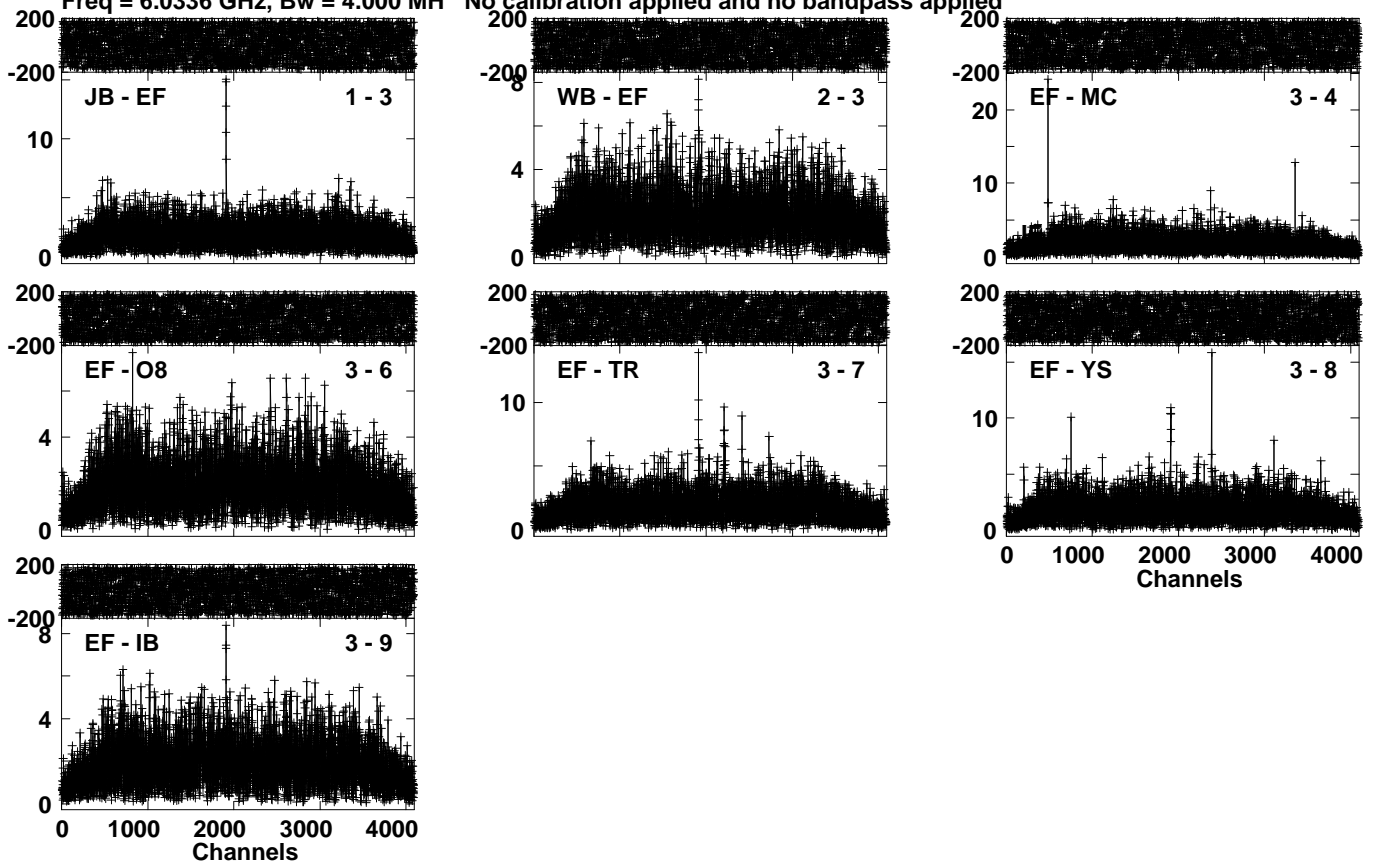 Freq = 6.0336 GHz, Bw = 4.000 MH No calibration applied and no bandpass applied
200
-200
JB - EF 1 - 3
10
0
200
-200
8
WB - EF 2 - 3
4
0
200
-200
EF - MC 3 - 4
20
10
0
200
-200
EF - O8 3 - 6
4
0
200
-200
EF - TR 3 - 7
10
0
200
-200
EF - YS 3 - 8
10
0
0 1000 2000 3000 4000
Channels
200
-200
8
EF - IB 3 - 9
4
0
0 1000 2000 3000 4000
Channels